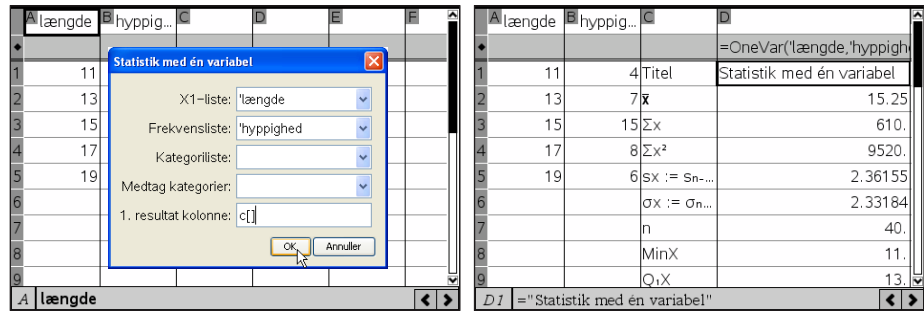 A længde B hyppig... C D E F
◆
1 11
2 13
3 15
4 17
5 19
6
7
8
9
Statistik med én variabel
X1-liste: 'længde
Frekvensliste: 'hyppighed
Kategoriliste:
Medtag kategorier:
1. resultat kolonne: c[]
OK Annuller
A længde
A længde B hyppig... C D
◆ =OneVar('længde,'hyppigh
1 11 4 Titel Statistik med én variabel
2 13 7 x̄ 15.25
3 15 15 Σx 610.
4 17 8 Σx² 9520.
5 19 6 sx := sn-... 2.36155
6 σx := σn... 2.33184
7 n 40.
8 MinX 11.
9 Q₁X 13.
D1 ="Statistik med én variabel"